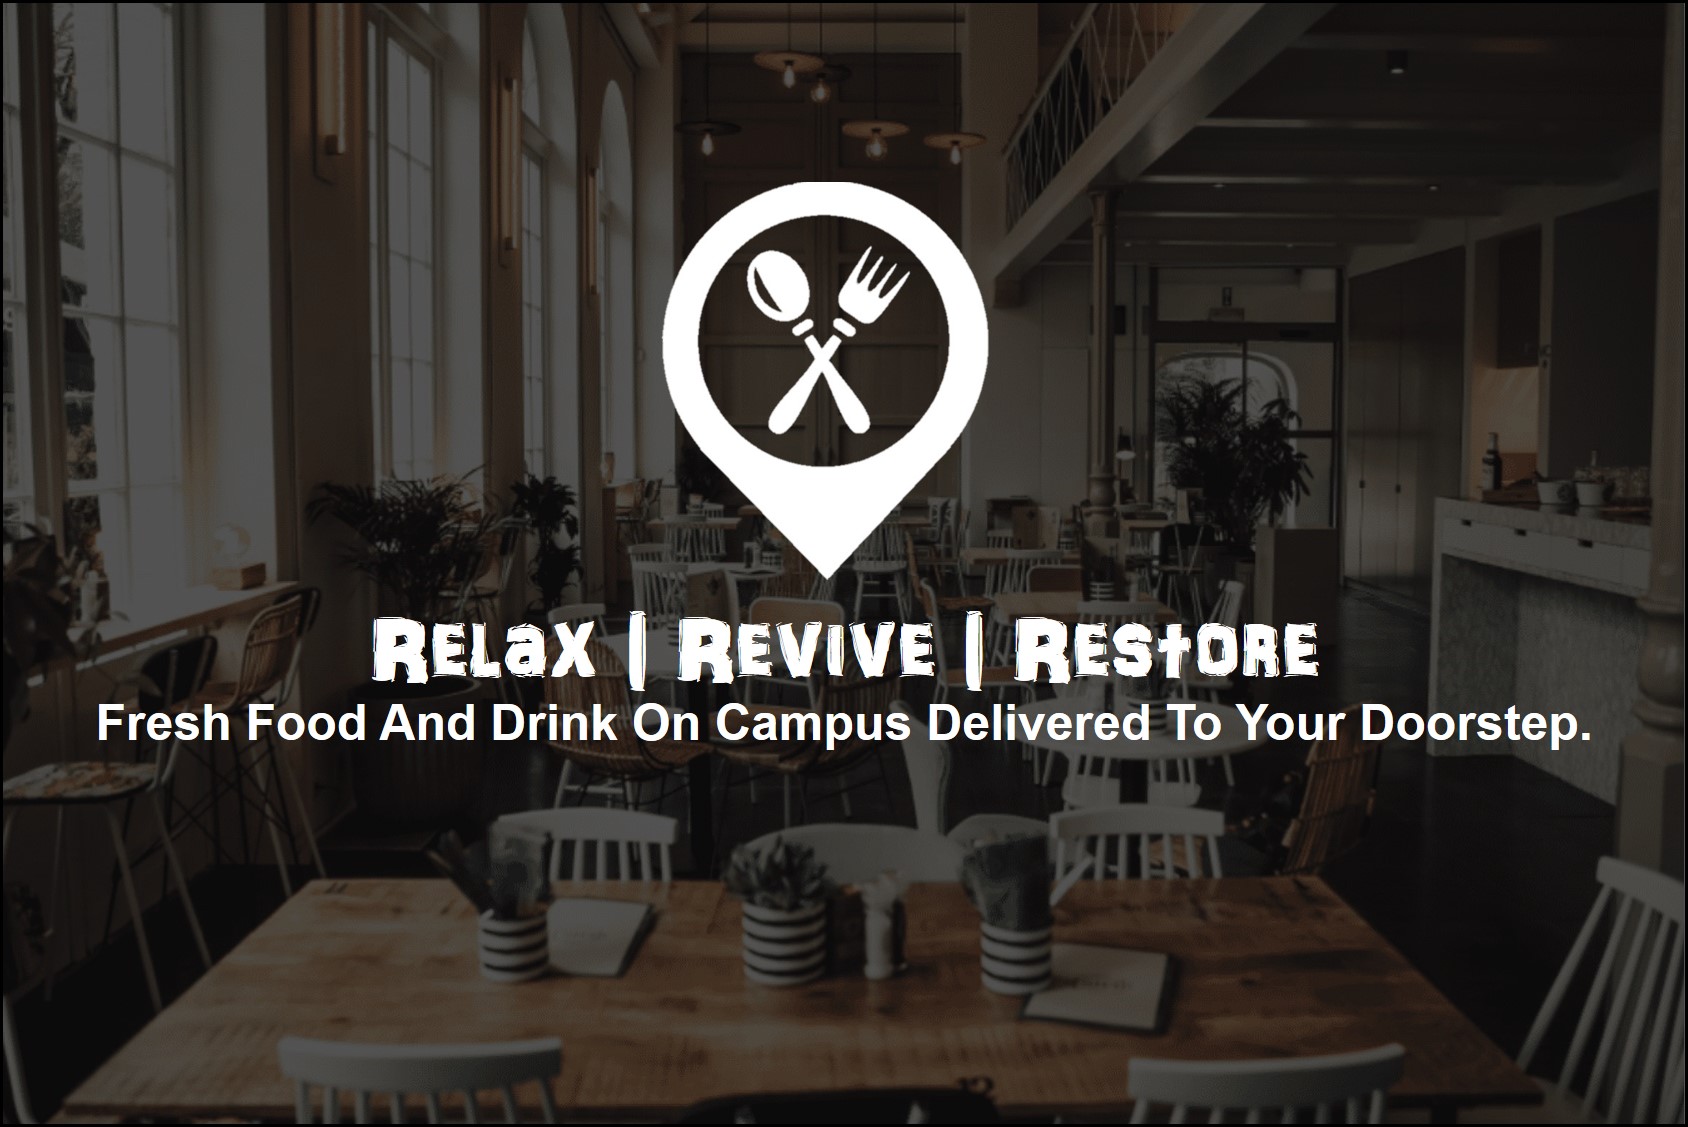 Relax | Revive | Restore
Fresh Food And Drink On Campus Delivered To Your Doorstep.